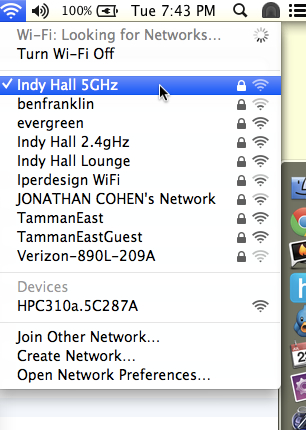 100% Tue 7:43 PM
Wi-Fi: Looking for Networks...
Turn Wi-Fi Off
✓ Indy Hall 5GHz
benfranklin
evergreen
Indy Hall 2.4gHz
Indy Hall Lounge
Iperdesign WiFi
JONATHAN COHEN's Network
TammanEast
TammanEastGuest
Verizon-890L-209A
Devices
HPC310a.5C287A
Join Other Network...
Create Network...
Open Network Preferences...